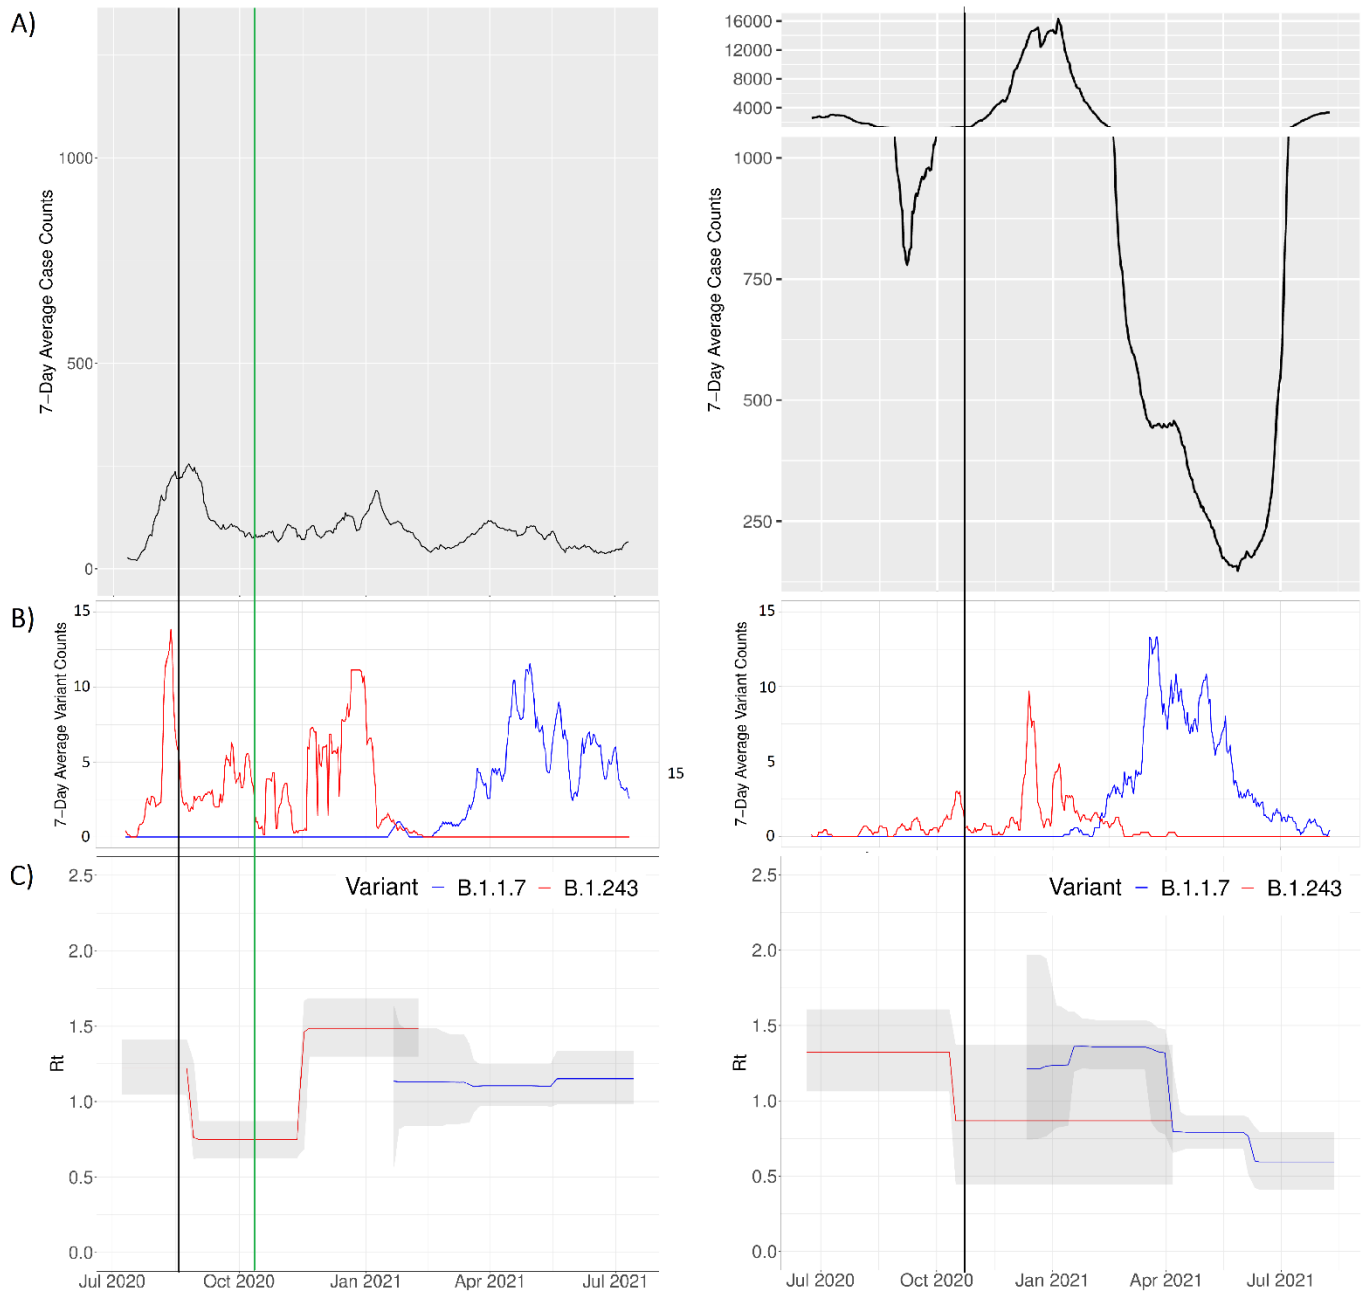 A)
7-Day Average Case Counts
1000
500
0
7-Day Average Case Counts
16000
12000
8000
4000
1000
750
500
250
B)
7-Day Average Variant Counts
15
10
5
0
15
7-Day Average Variant Counts
15
10
5
0
C)
Variant B.1.1.7 B.1.243
Rt
2.5
2.0
1.5
1.0
0.5
0.0
Jul 2020 Oct 2020 Jan 2021 Apr 2021 Jul 2021
Variant B.1.1.7 B.1.243
Rt
2.5
2.0
1.5
1.0
0.5
0.0
Jul 2020 Oct 2020 Jan 2021 Apr 2021 Jul 2021